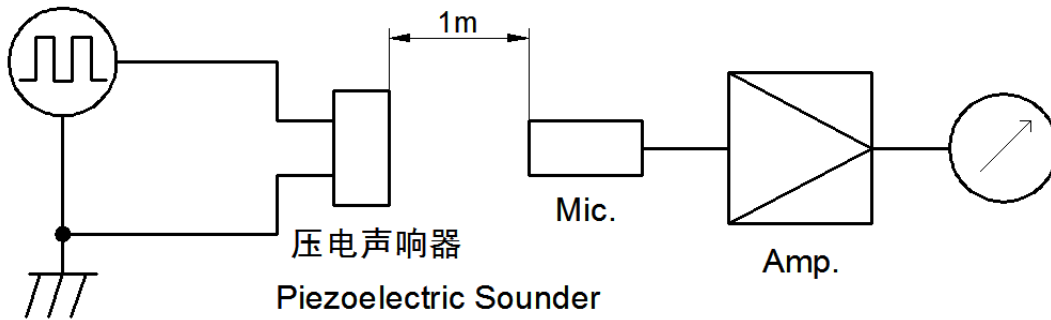 1m
压电声响器
Piezoelectric Sounder
Mic.
Amp.